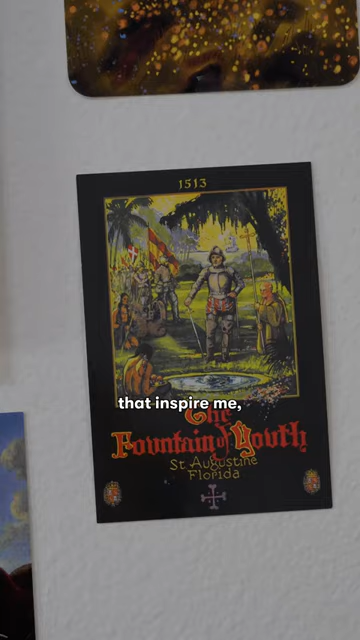 1513
that inspire me,
The
Fountain of Youth
St. Augustine
Florida